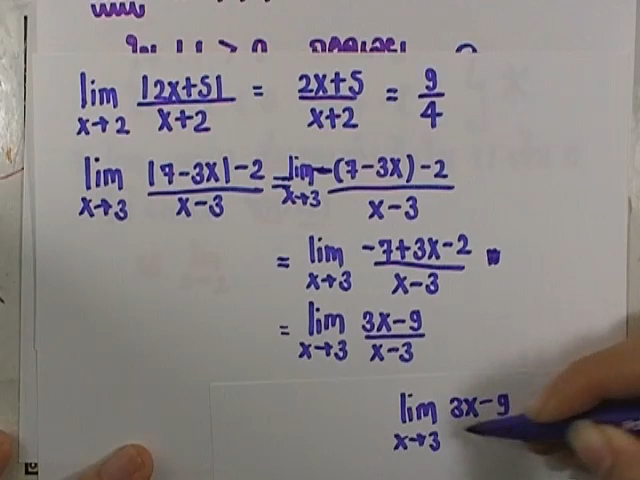 lim x→2 |2x+5| / x+2 = 2x+5 / x+2 = 9/4
lim x→3 |7-3x|-2 / x-3 = lim x→3 -(7-3x)-2 / x-3
= lim x→3 -7+3x-2 / x-3
= lim x→3 3x-9 / x-3
lim x→3 3x-9